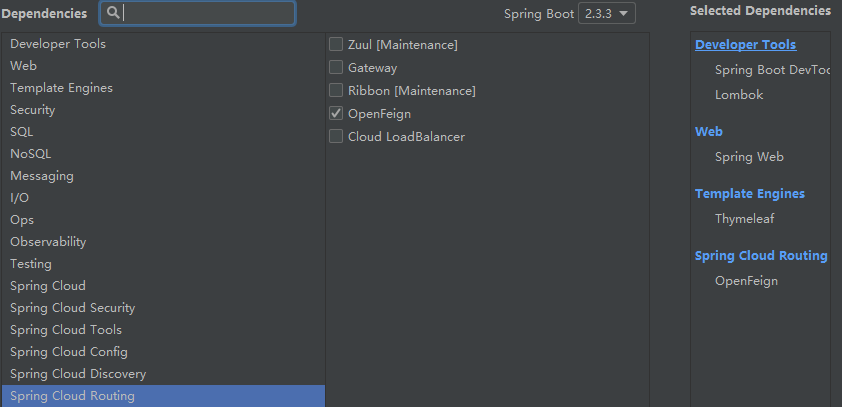 Dependencies
Spring Boot 2.3.3
Developer Tools
Web
Template Engines
Security
SQL
NoSQL
Messaging
I/O
Ops
Observability
Testing
Spring Cloud
Spring Cloud Security
Spring Cloud Tools
Spring Cloud Config
Spring Cloud Discovery
Spring Cloud Routing
Zuul [Maintenance]
Gateway
Ribbon [Maintenance]
OpenFeign
Cloud LoadBalancer
Selected Dependencies
Developer Tools
Spring Boot DevToo
Lombok
Web
Spring Web
Template Engines
Thymeleaf
Spring Cloud Routing
OpenFeign